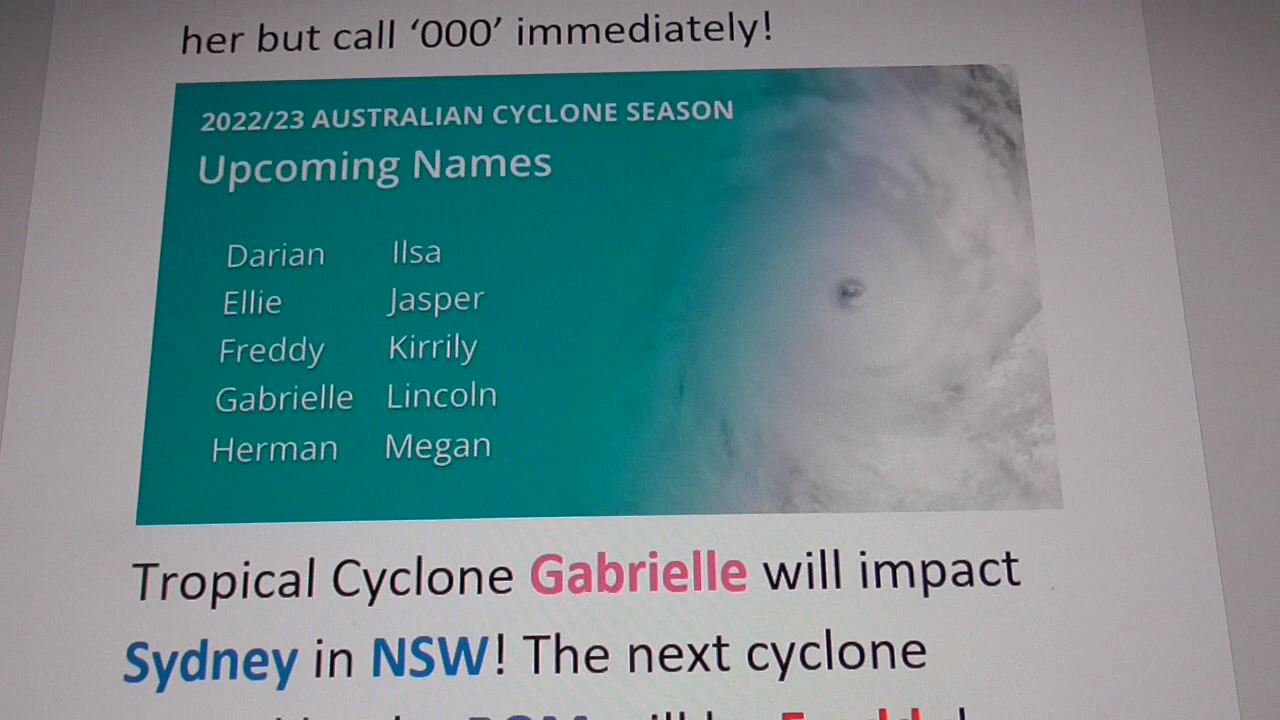 her but call ‘000’ immediately!
2022/23 AUSTRALIAN CYCLONE SEASON
Upcoming Names
Darian Ilsa
Ellie Jasper
Freddy Kirrily
Gabrielle Lincoln
Herman Megan
Tropical Cyclone Gabrielle will impact
Sydney in NSW! The next cyclone